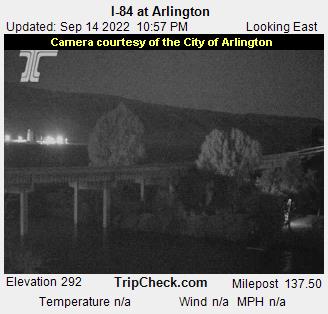 I-84 at Arlington
Updated: Sep 14 2022 10:57 PM Looking East
Camera courtesy of the City of Arlington
Elevation 292 TripCheck.com Milepost 137.50
Temperature n/a Wind n/a MPH n/a